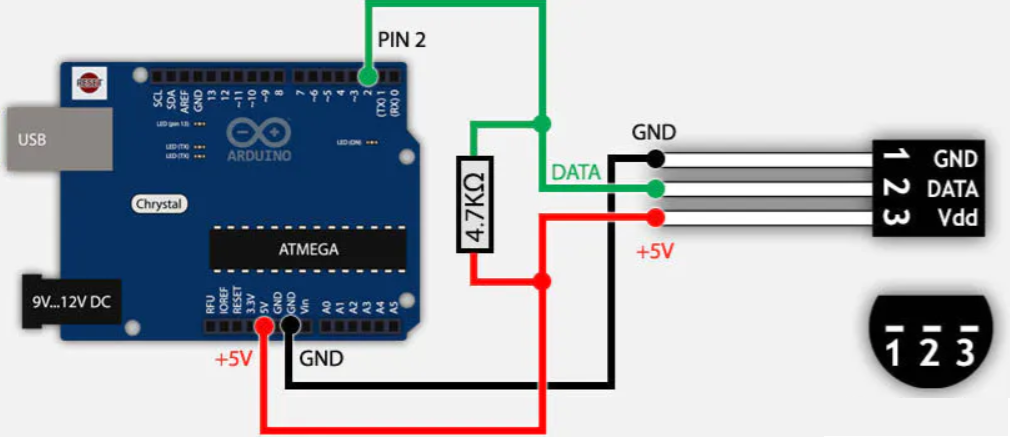 PIN 2
RESET
SCL
SDA
AREF
GND
13
12
~11
~10
~9
8
7
~6
~5
4
~3
2
(TX) 1
(RX) 0
LED (pin 13)
LED (TX)
LED (TX)
LED (ON)
ARDUINO
USB
Chrystal
ATMEGA
9V...12V DC
RFU
IOREF
RESET
3.3V
5V
GND
GND
Vin
A0
A1
A2
A3
A4
A5
+5V
GND
4.7KΩ
GND
DATA
+5V
1 GND
2 DATA
3 Vdd
1 2 3